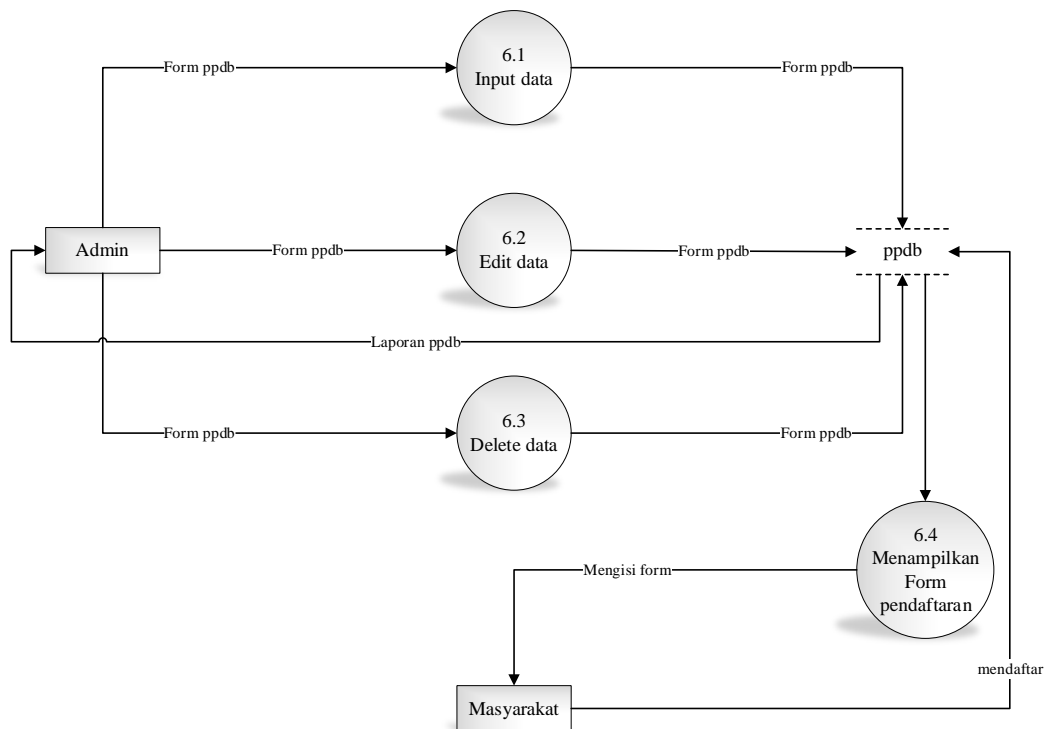 6.1
Input data
Form ppdb
Form ppdb
Admin
Form ppdb
6.2
Edit data
Form ppdb
ppdb
Laporan ppdb
Form ppdb
6.3
Delete data
Form ppdb
6.4
Menampilkan
Form
pendaftaran
Mengisi form
mendaftar
Masyarakat